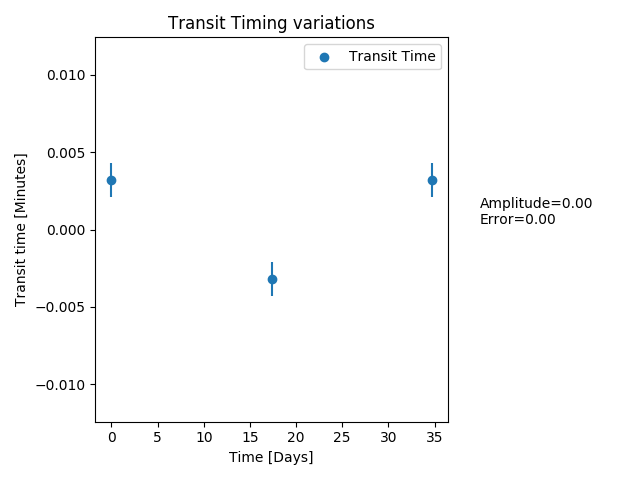 Transit Timing variations
Transit Time
0.010
0.005
0.000
−0.005
−0.010
Transit time [Minutes]
Amplitude=0.00
Error=0.00
0 5 10 15 20 25 30 35
Time [Days]